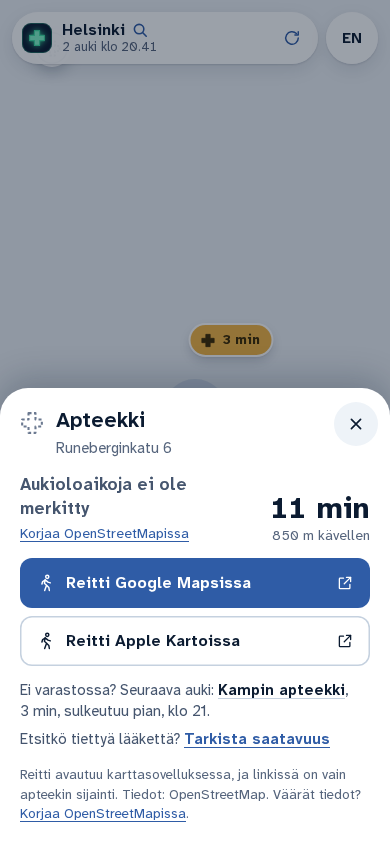 Helsinki
2 auki klo 20.41
EN
3 min
Apteekki
Runeberginkatu 6
Aukioloaikoja ei ole
merkitty
Korjaa OpenStreetMapissa
11 min
850 m kävellen
Reitti Google Mapsissa
Reitti Apple Kartoissa
Ei varastossa? Seuraava auki: Kampin apteekki,
3 min, sulkeutuu pian, klo 21.
Etsitkö tiettyä lääkettä? Tarkista saatavuus
Reitti avautuu karttasovelluksessa, ja linkissä on vain
apteekin sijainti. Tiedot: OpenStreetMap. Väärät tiedot?
Korjaa OpenStreetMapissa.